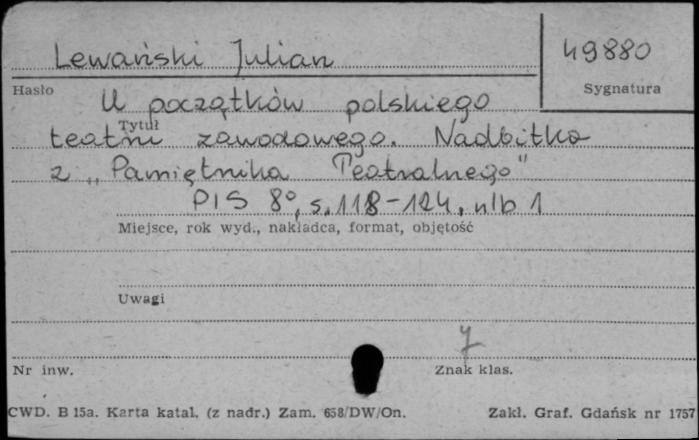 Lewański Julian
49880
Hasło
Sygnatura
U początków polskiego
Tytuł
teatru zawodowego. Nadbitka
z „Pamiętnika Teatralnego"
PIS 8°, s. 118-124, nlb 1
Miejsce, rok wyd., nakładca, format, objętość
Uwagi
y
Nr inw.
Znak klas.
CWD. B 15a. Karta katal. (z nadr.) Zam. 658/DW/On.
Zakł. Graf. Gdańsk nr 1757